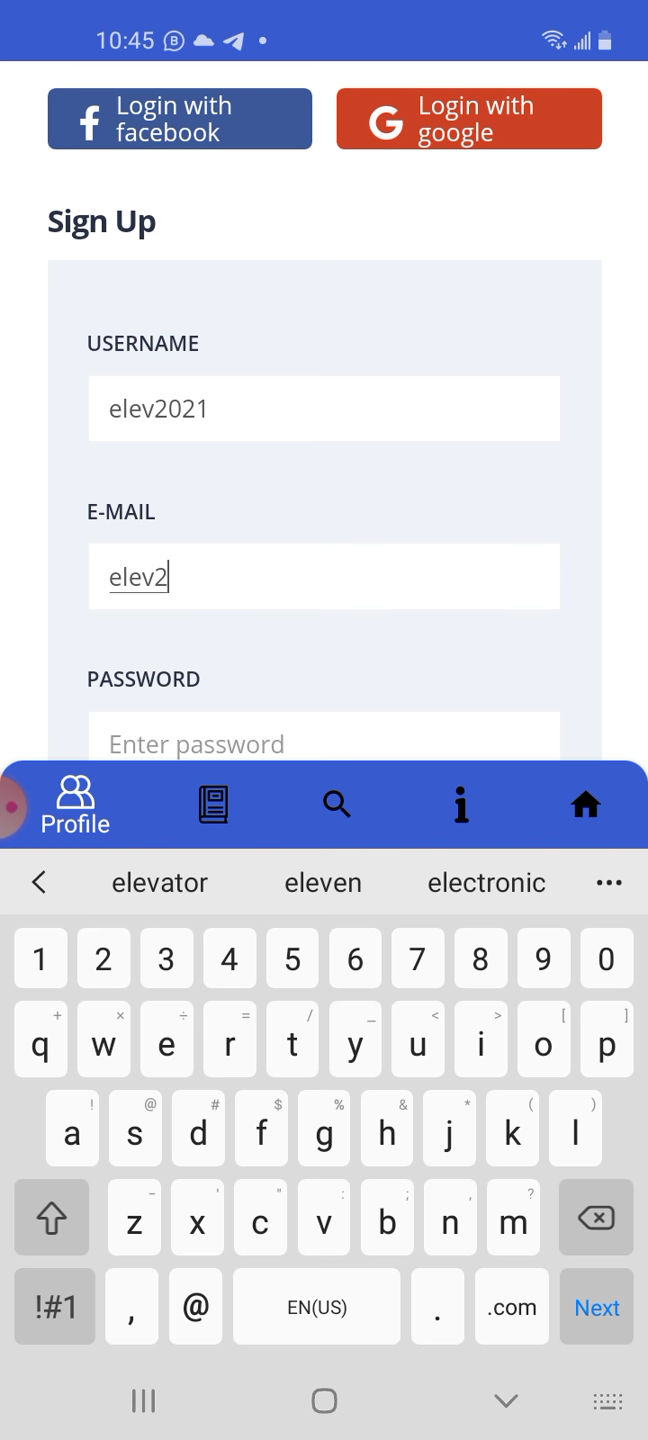 10:45
Login with
facebook
Login with
google
Sign Up
USERNAME
elev2021
E-MAIL
elev2
PASSWORD
Enter password
Profile
elevator eleven electronic
1 2 3 4 5 6 7 8 9 0
+ × ÷ = / _ < > [ ]
q w e r t y u i o p
! @ # $ % & * ( )
a s d f g h j k l
- ' " : ; , ?
z x c v b n m
!#1 , @ EN(US) . .com Next